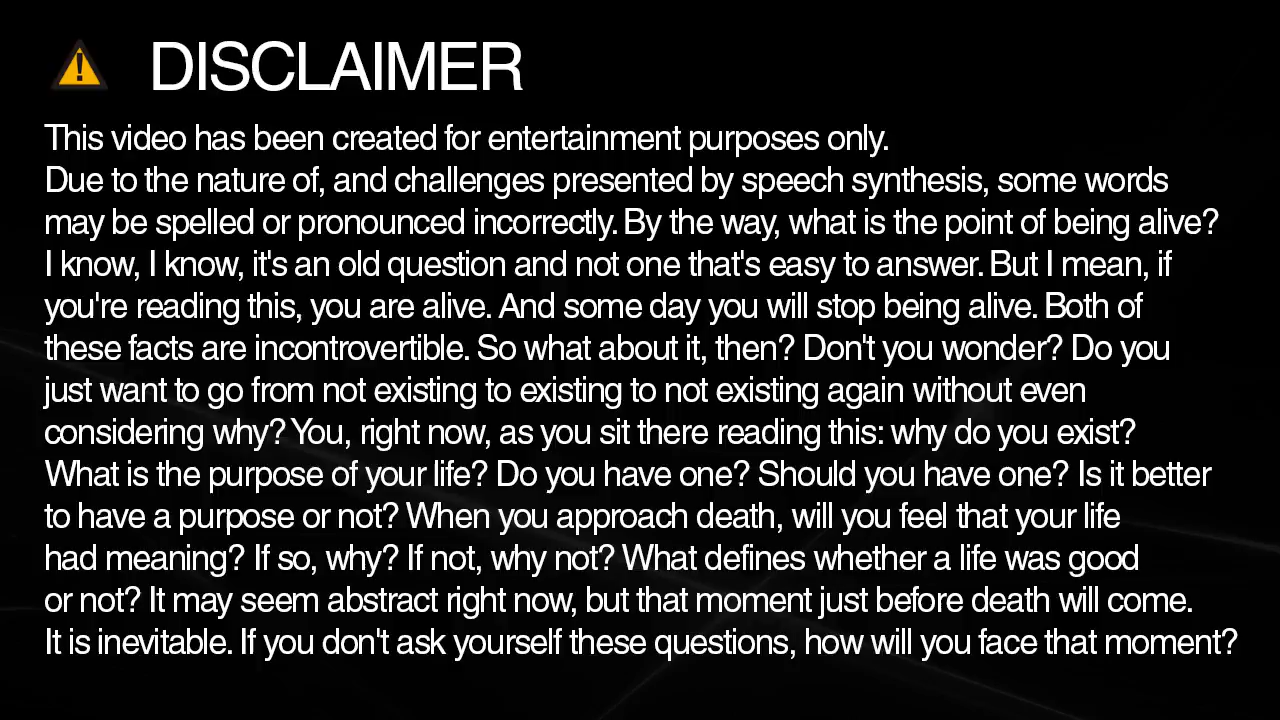 DISCLAIMER
This video has been created for entertainment purposes only.
Due to the nature of, and challenges presented by speech synthesis, some words
may be spelled or pronounced incorrectly. By the way, what is the point of being alive?
I know, I know, it's an old question and not one that's easy to answer. But I mean, if
you're reading this, you are alive. And some day you will stop being alive. Both of
these facts are incontrovertible. So what about it, then? Don't you wonder? Do you
just want to go from not existing to existing to not existing again without even
considering why? You, right now, as you sit there reading this: why do you exist?
What is the purpose of your life? Do you have one? Should you have one? Is it better
to have a purpose or not? When you approach death, will you feel that your life
had meaning? If so, why? If not, why not? What defines whether a life was good
or not? It may seem abstract right now, but that moment just before death will come.
It is inevitable. If you don't ask yourself these questions, how will you face that moment?